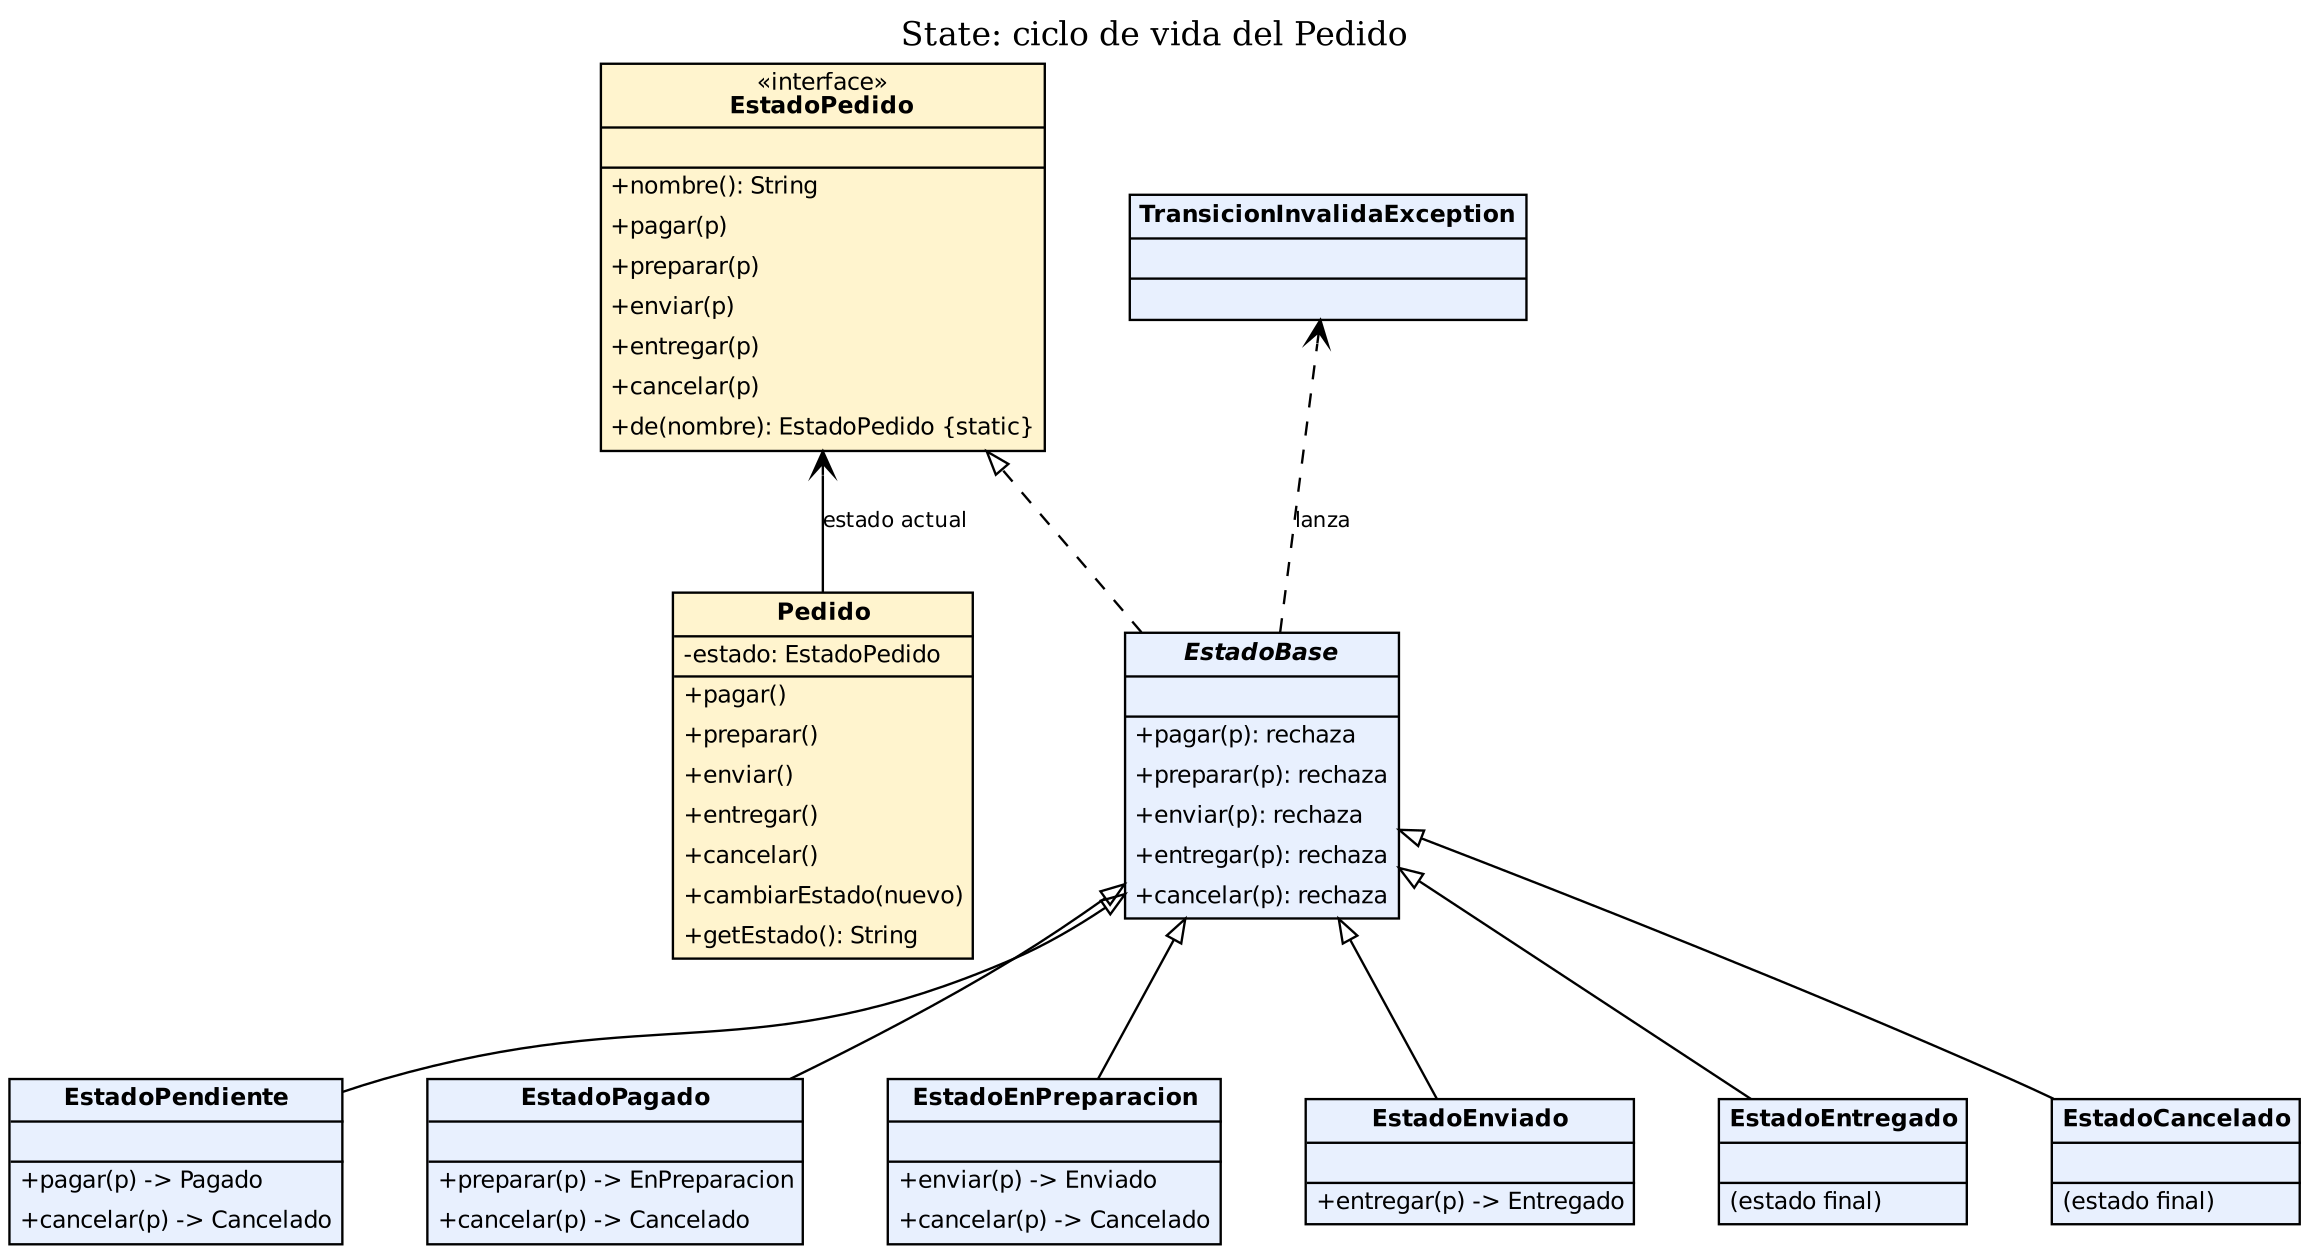 State: ciclo de vida del Pedido
«interface»
EstadoPedido
+nombre(): String
+pagar(p)
+preparar(p)
+enviar(p)
+entregar(p)
+cancelar(p)
+de(nombre): EstadoPedido {static}
TransicionInvalidaException
estado actual
lanza
Pedido
-estado: EstadoPedido
+pagar()
+preparar()
+enviar()
+entregar()
+cancelar()
+cambiarEstado(nuevo)
+getEstado(): String
EstadoBase
+pagar(p): rechaza
+preparar(p): rechaza
+enviar(p): rechaza
+entregar(p): rechaza
+cancelar(p): rechaza
EstadoPendiente
+pagar(p) -> Pagado
+cancelar(p) -> Cancelado
EstadoPagado
+preparar(p) -> EnPreparacion
+cancelar(p) -> Cancelado
EstadoEnPreparacion
+enviar(p) -> Enviado
+cancelar(p) -> Cancelado
EstadoEnviado
+entregar(p) -> Entregado
EstadoEntregado
(estado final)
EstadoCancelado
(estado final)